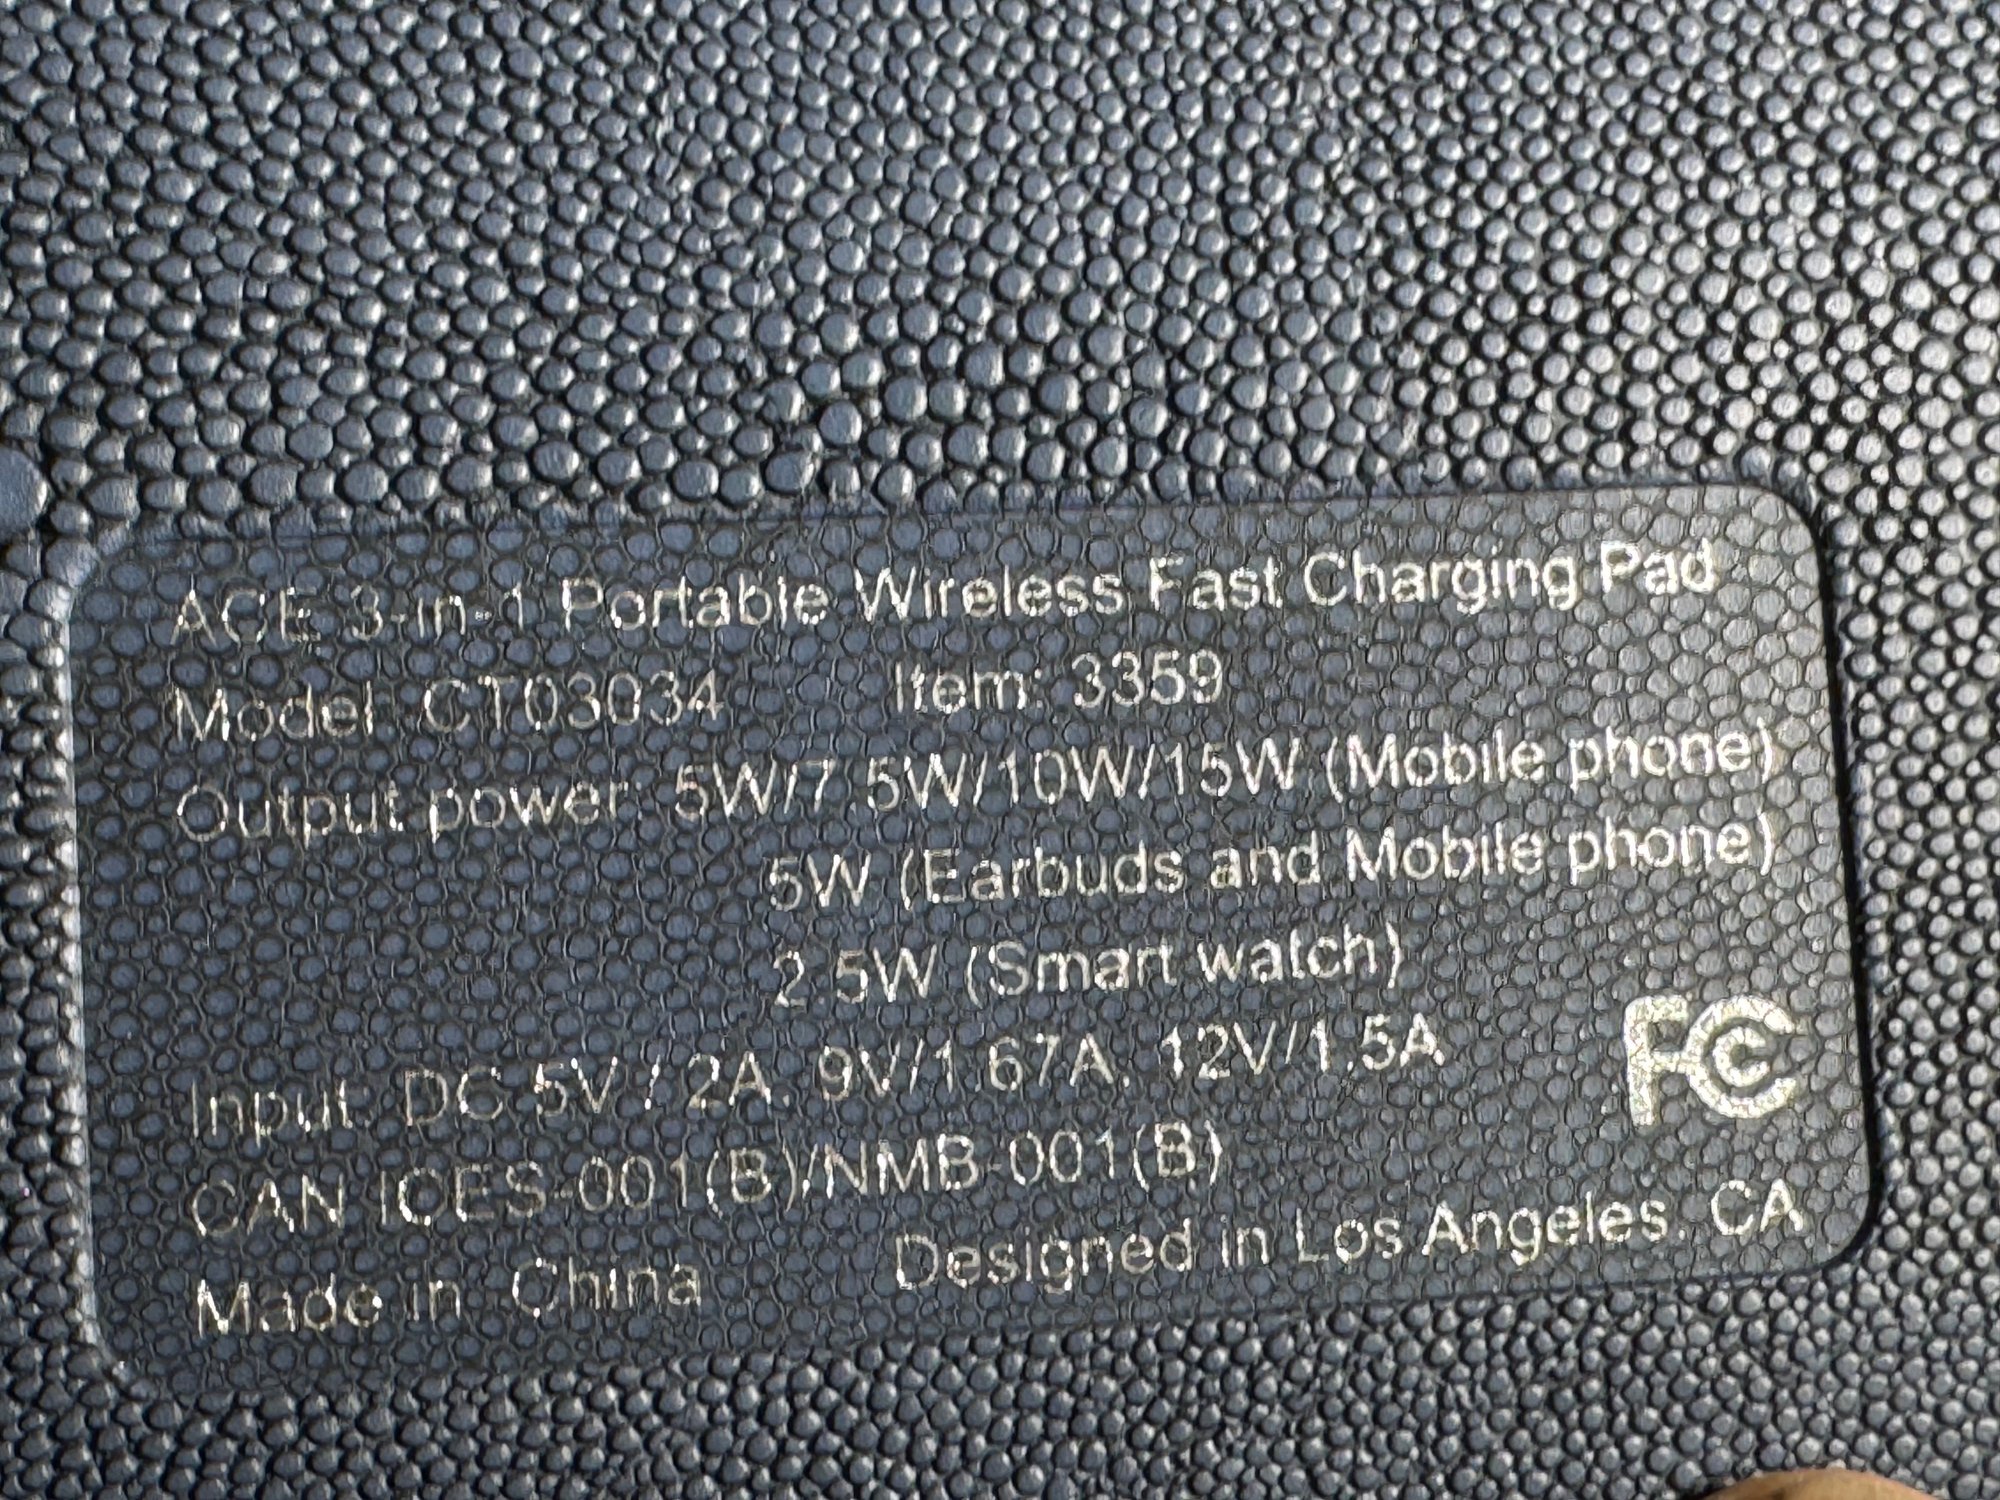 ACE 3-in-1 Portable Wireless Fast Charging Pad
Model: CT03034 Item: 3359
Output power: 5W/7.5W/10W/15W (Mobile phone)
5W (Earbuds and Mobile phone)
2.5W (Smart watch)
Input: DC 5V / 2A, 9V/1.67A, 12V/1.5A
FC
CAN ICES-001(B)/NMB-001(B)
Made in China Designed in Los Angeles, CA